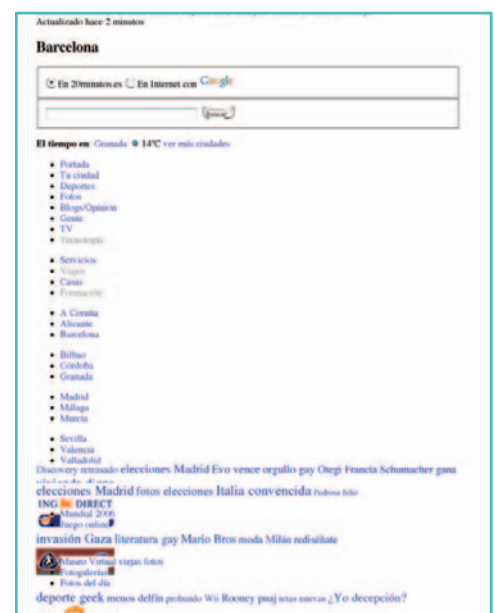 Actualizado hace 2 minutos
Barcelona
En 20minutos.es En Internet con Google
buscar
El tiempo en: Granada 14ºC ver más ciudades
Portada
Tu ciudad
Deportes
Fotos
Blogs/Opinión
Gente
TV
Tecnología
Servicios
Viajes
Casas
Formación
A Coruña
Alicante
Barcelona
Bilbao
Córdoba
Granada
Madrid
Málaga
Murcia
Sevilla
Valencia
Valladolid
Discovery retrasado elecciones Madrid Evo vence orgullo gay Otegi Francia Schumacher gana
viviendo digna
elecciones Madrid fotos elecciones Italia convencida Pedrosa feliz
ING DIRECT
Mundial 2006
Juego online
invasión Gaza literatura gay Mario Bros moda Milán rediséñate
Museo Virtual viejas fotos
Fotogalerías
Fotos del día
deporte geek menos delfín probando Wii Rooney puaj tetas nuevas ¿Yo decepción?